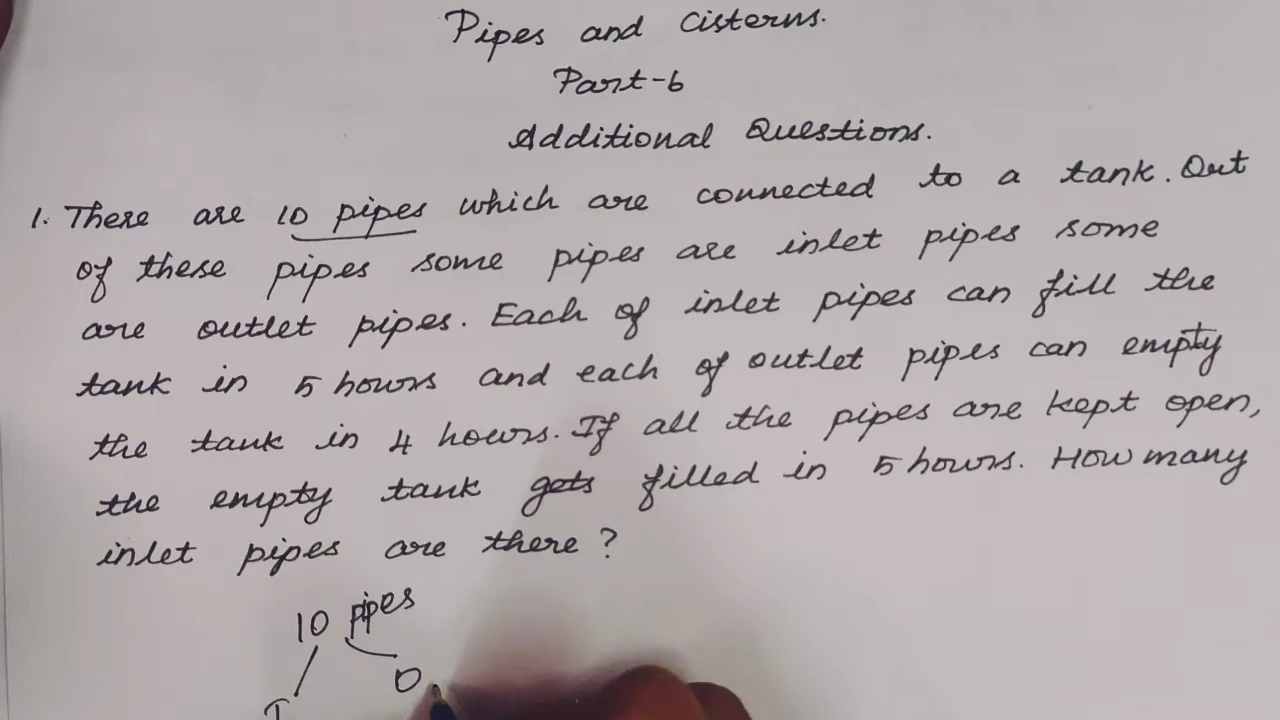 Pipes and Cisterns.
Part-6
Additional Questions.
1. There are 10 pipes which are connected to a tank. Out
of these pipes some pipes are inlet pipes some
are outlet pipes. Each of inlet pipes can fill the
tank in 5 hours and each of outlet pipes can empty
the tank in 4 hours. If all the pipes are kept open,
the empty tank gets filled in 5 hours. How many
inlet pipes are there?
10 pipes
I O